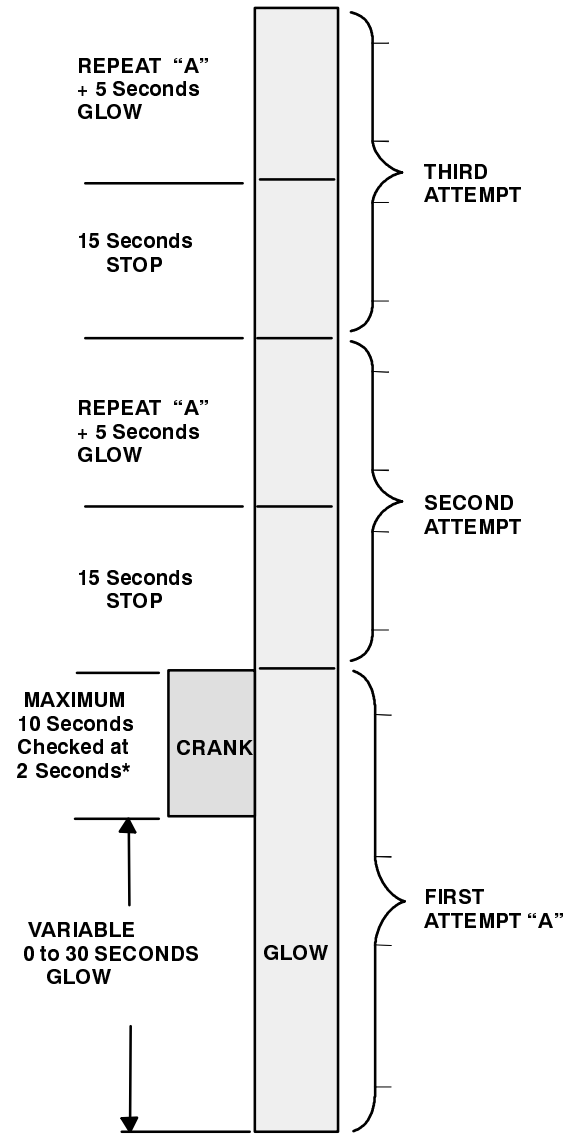 REPEAT “A”
+ 5 Seconds
GLOW
THIRD
ATTEMPT
15 Seconds
STOP
REPEAT “A”
+ 5 Seconds
GLOW
SECOND
ATTEMPT
15 Seconds
STOP
MAXIMUM
10 Seconds
Checked at
2 Seconds*
CRANK
FIRST
ATTEMPT “A”
VARIABLE
0 to 30 SECONDS
GLOW
GLOW